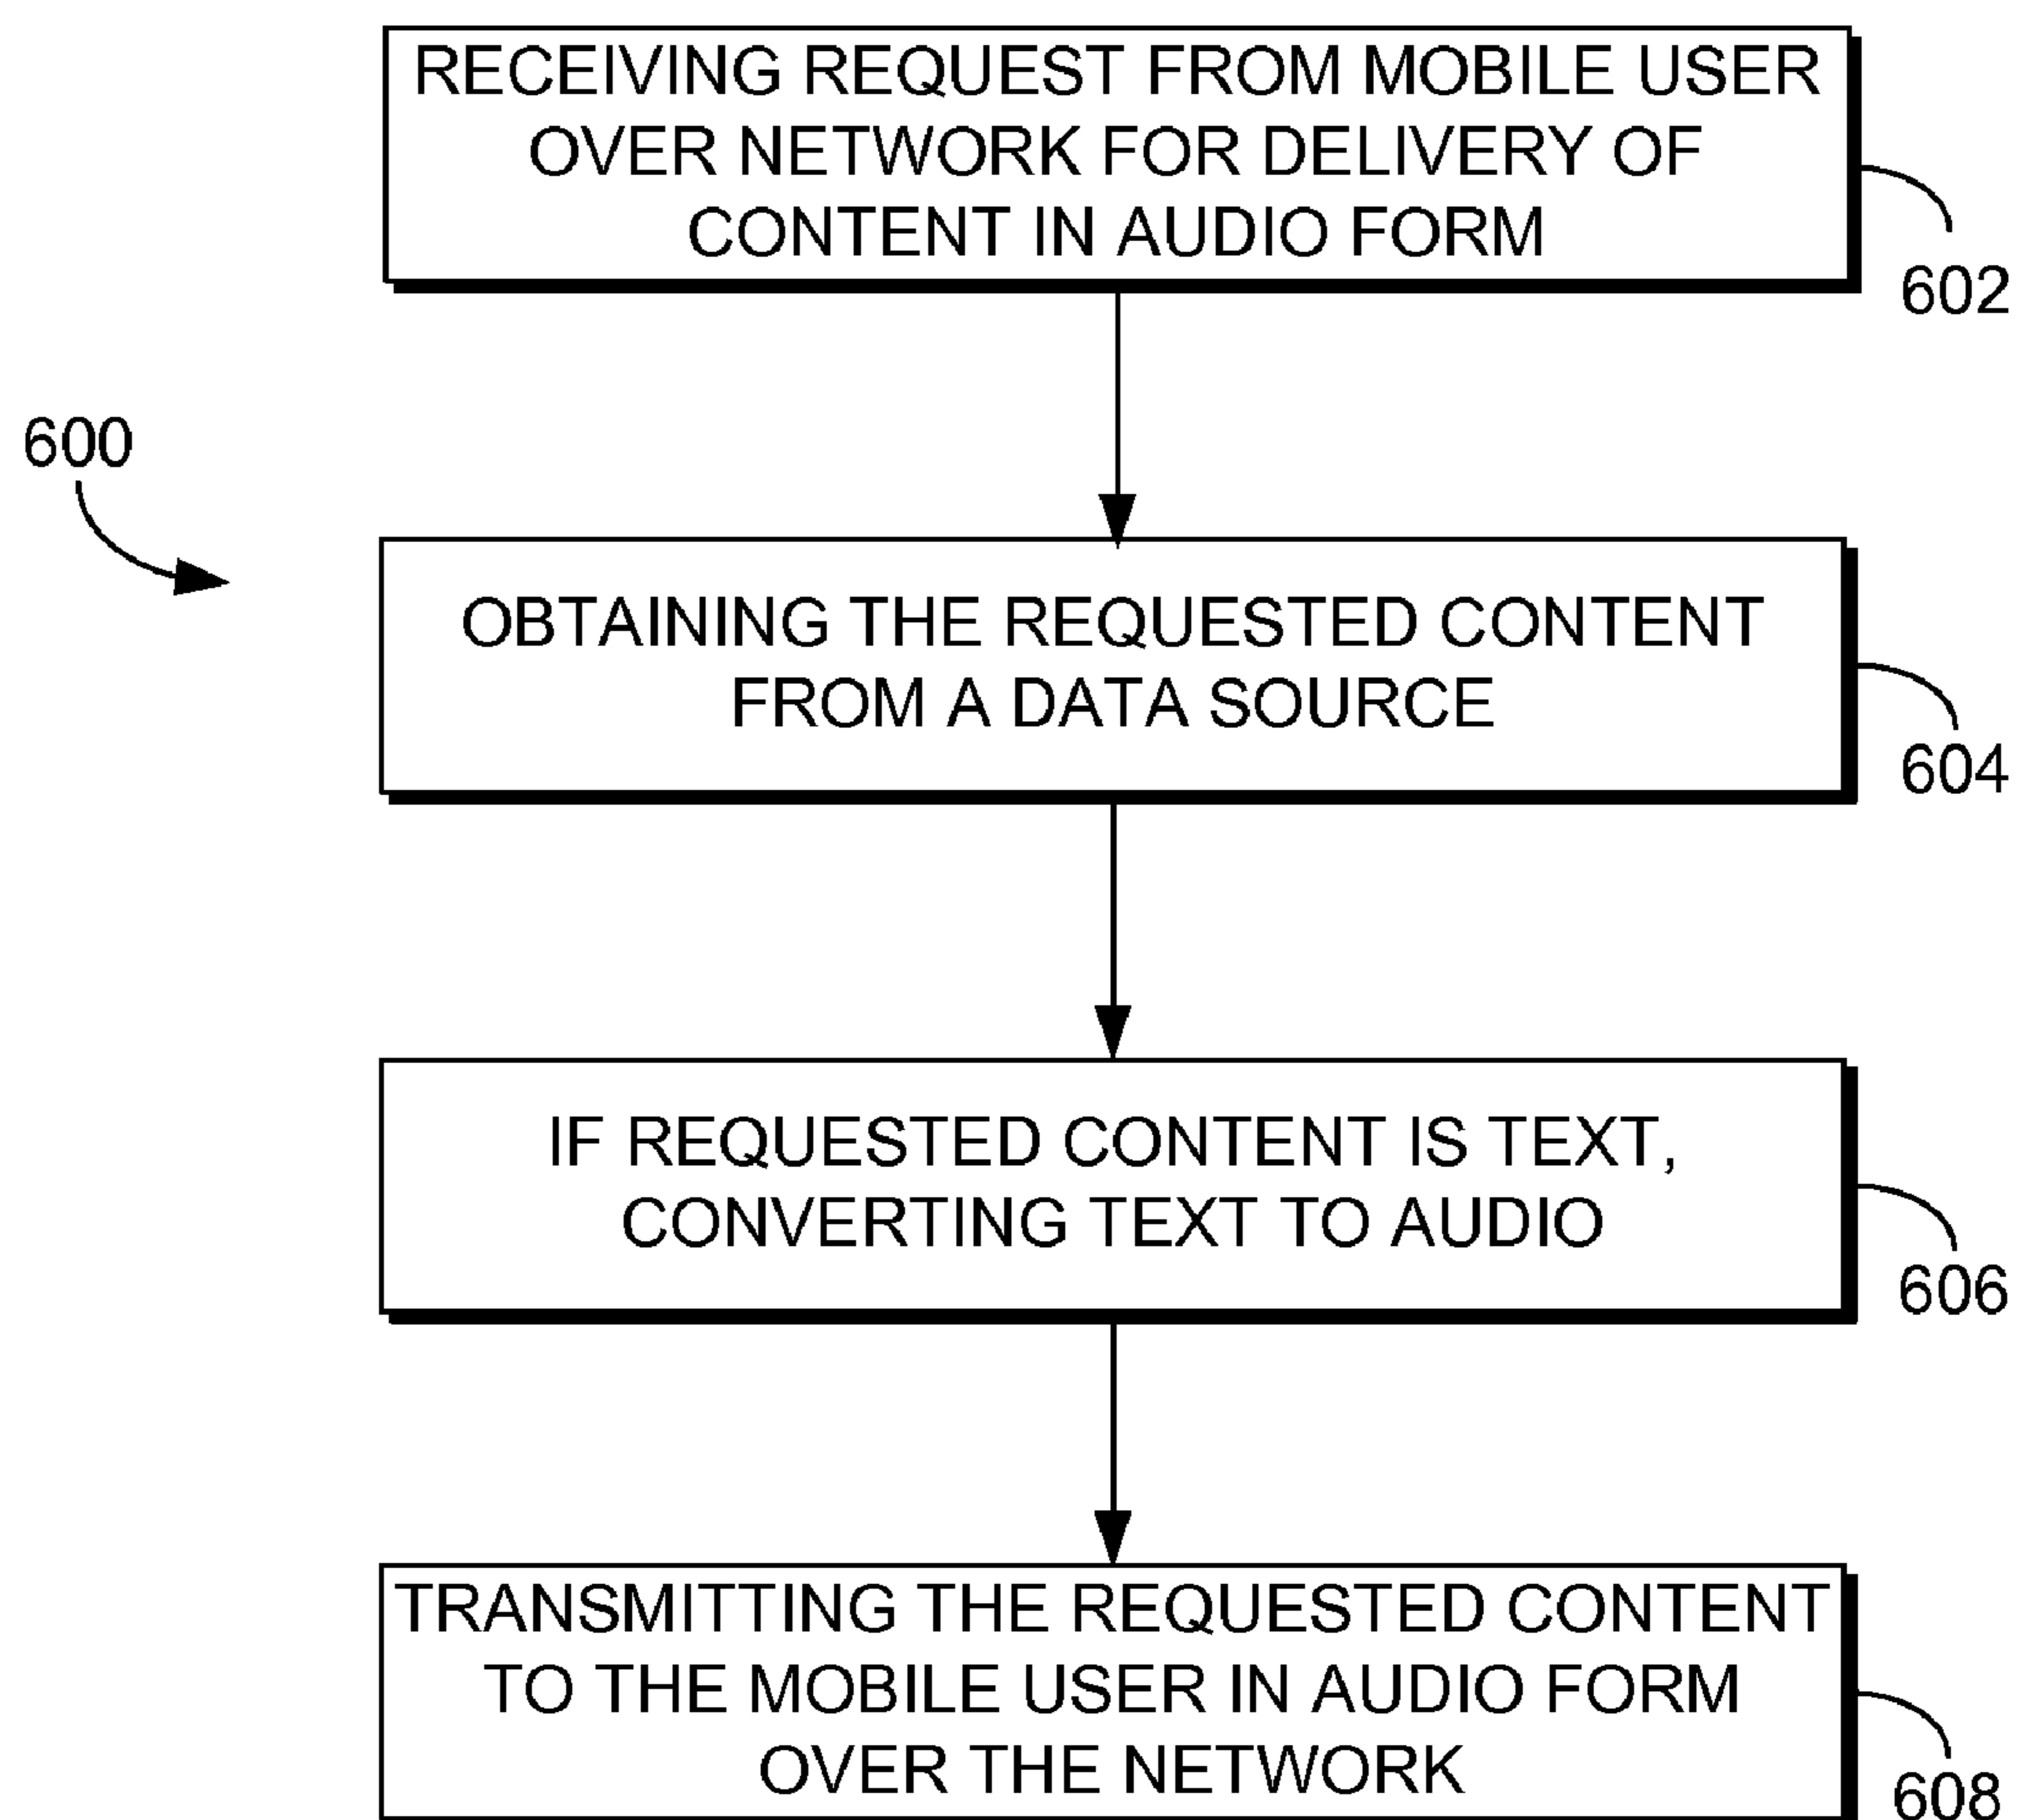 RECEIVING REQUEST FROM MOBILE USER
OVER NETWORK FOR DELIVERY OF
CONTENT IN AUDIO FORM
602
600
OBTAINING THE REQUESTED CONTENT
FROM A DATA SOURCE
604
IF REQUESTED CONTENT IS TEXT,
CONVERTING TEXT TO AUDIO
606
TRANSMITTING THE REQUESTED CONTENT
TO THE MOBILE USER IN AUDIO FORM
OVER THE NETWORK
608